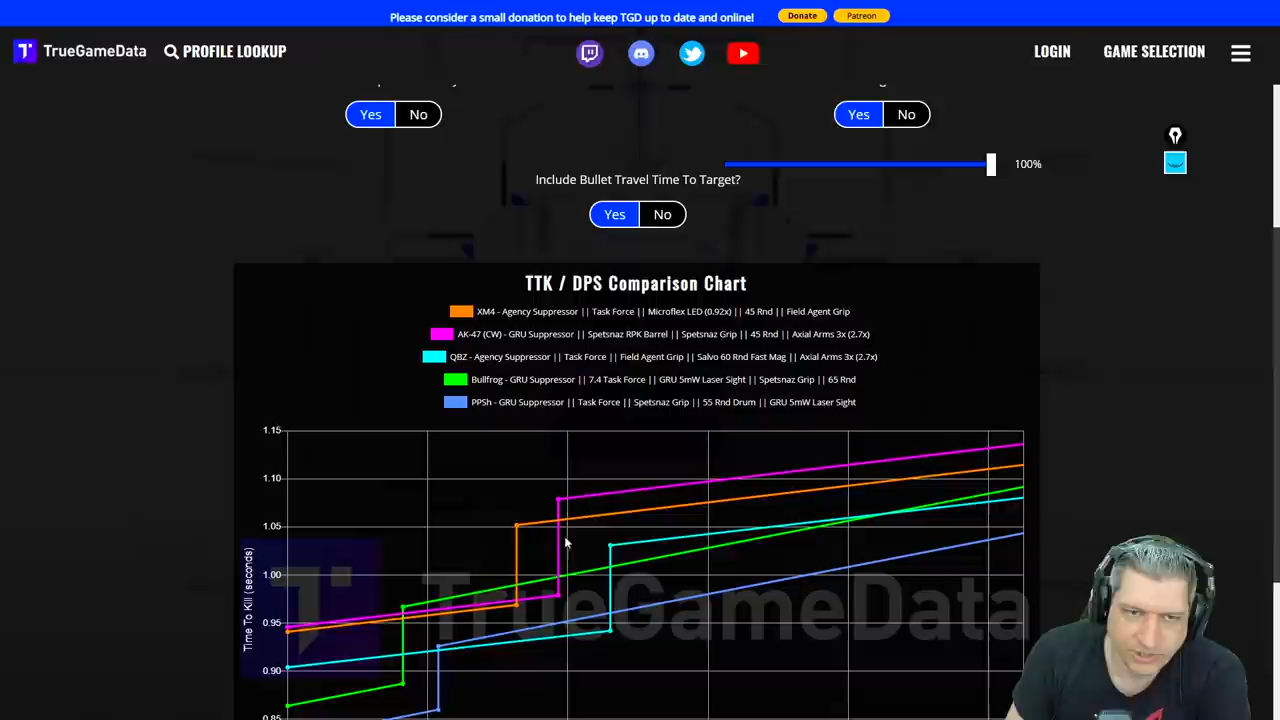 Please consider a small donation to help keep TGD up to date and online! Donate Patreon
TrueGameData PROFILE LOOKUP LOGIN GAME SELECTION
Yes No Yes No
100%
Include Bullet Travel Time To Target?
Yes No
TTK / DPS Comparison Chart
XM4 - Agency Suppressor || Task Force || Microflex LED (0.92x) || 45 Rnd || Field Agent Grip
AK-47 (CW) - GRU Suppressor || Spetsnaz RPK Barrel || Spetsnaz Grip || 45 Rnd || Axial Arms 3x (2.7x)
QBZ - Agency Suppressor || Task Force || Field Agent Grip || Salvo 60 Rnd Fast Mag || Axial Arms 3x (2.7x)
Bullfrog - GRU Suppressor || 7.4 Task Force || GRU 5mW Laser Sight || Spetsnaz Grip || 65 Rnd
PPSh - GRU Suppressor || Task Force || Spetsnaz Grip || 55 Rnd Drum || GRU 5mW Laser Sight
1.15
1.10
1.05
1.00
0.95
0.90
0.85
Time To Kill (seconds)
TrueGameData